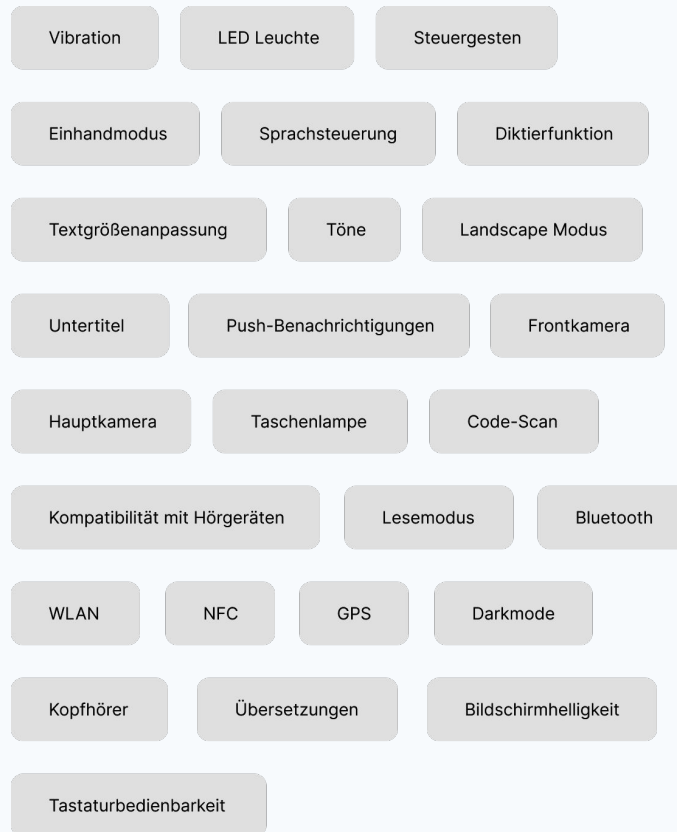 Vibration LED Leuchte Steuergesten
Einhandmodus Sprachsteuerung Diktierfunktion
Textgrößenanpassung Töne Landscape Modus
Untertitel Push-Benachrichtigungen Frontkamera
Hauptkamera Taschenlampe Code-Scan
Kompatibilität mit Hörgeräten Lesemodus Bluetooth
WLAN NFC GPS Darkmode
Kopfhörer Übersetzungen Bildschirmhelligkeit
Tastaturbedienbarkeit